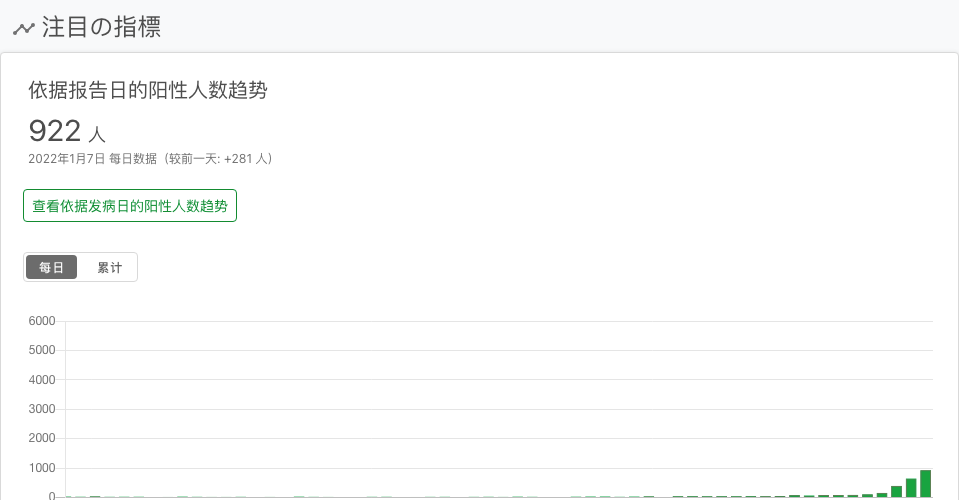 注目の指標
依据报告日的阳性人数趋势
922 人
2022年1月7日 每日数据（较前一天: +281 人）
查看依据发病日的阳性人数趋势
每日 累计
6000
5000
4000
3000
2000
1000
0